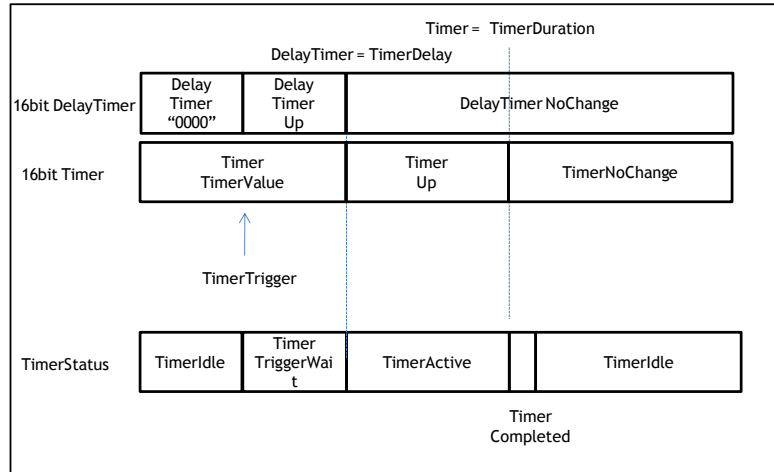 Timer = TimerDuration
DelayTimer = TimerDelay
16bit DelayTimer
Delay
Timer
“0000”
Delay
Timer
Up
DelayTimer NoChange
16bit Timer
Timer
TimerValue
Timer
Up
TimerNoChange
TimerTrigger
TimerStatus
TimerIdle
Timer
TriggerWai
t
TimerActive
TimerIdle
Timer
Completed